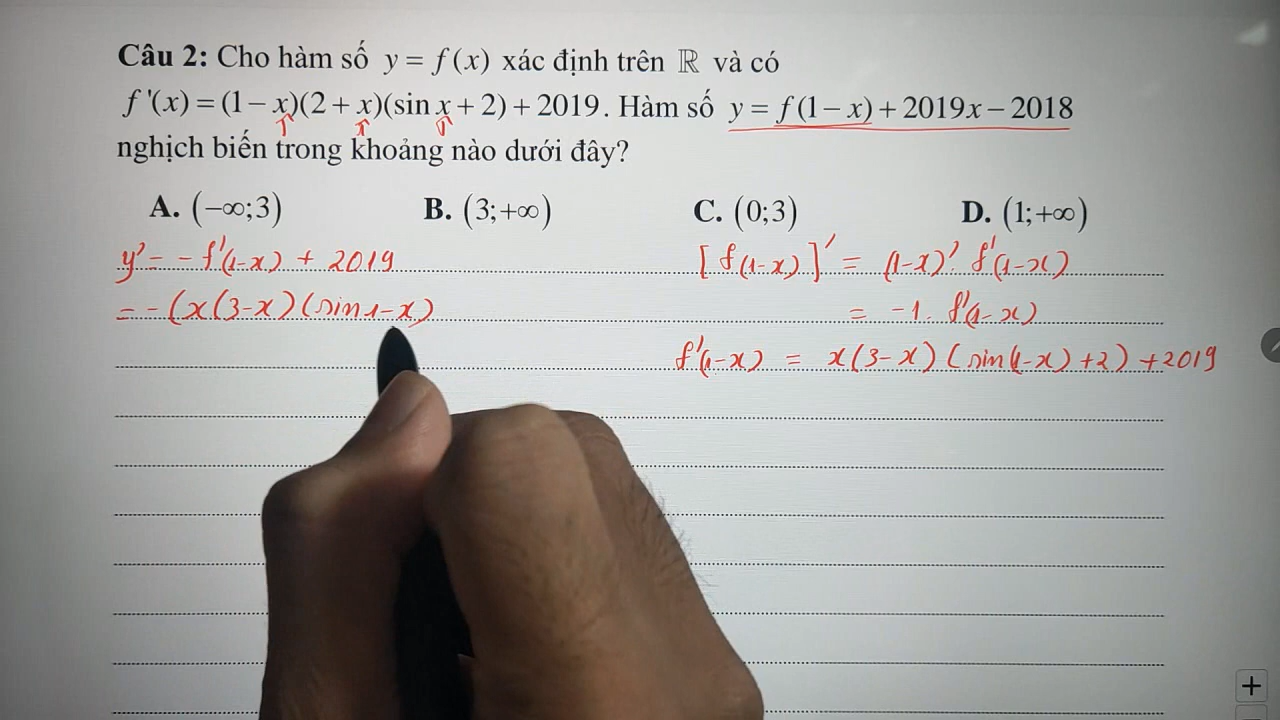 Câu 2: Cho hàm số y = f(x) xác định trên ℝ và có
f'(x) = (1 − x)(2 + x)(sin x + 2) + 2019. Hàm số y = f(1 − x) + 2019x − 2018
nghịch biến trong khoảng nào dưới đây?
A. (−∞;3) B. (3;+∞) C. (0;3) D. (1;+∞)
y' = − f'(1−x) + 2019
= − (x(3−x)(sin 1−x)
[f(1−x)]' = (1−x)'. f'(1−x)
= −1. f'(1−x)
f'(1−x) = x(3−x)(sin(1−x)+2)+2019
+